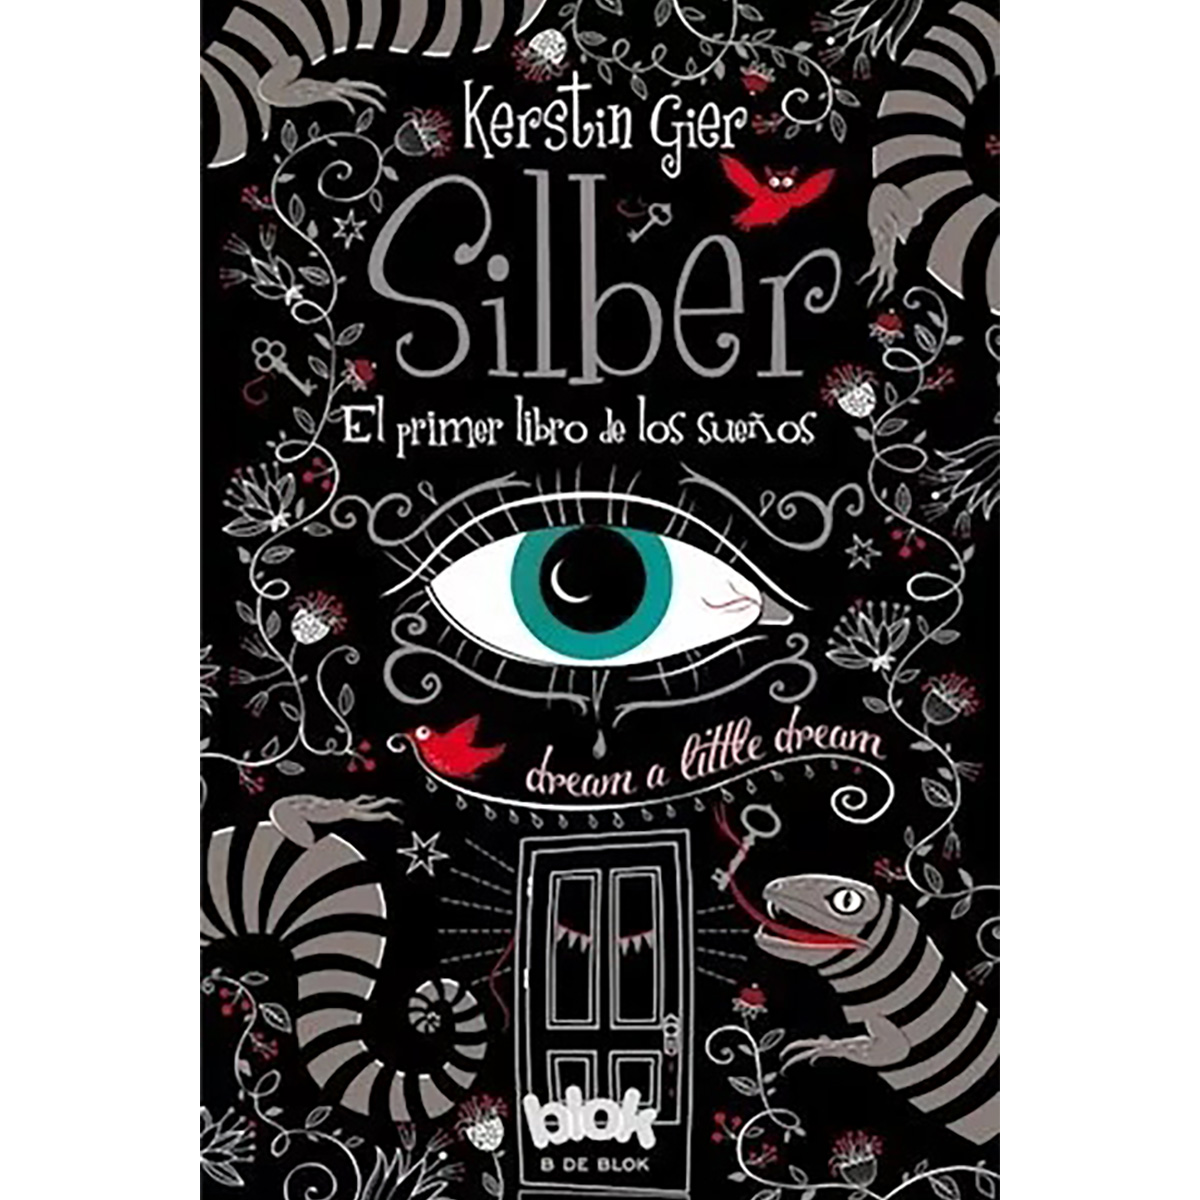 Kerstin Gier
Silber
El primer libro de los sueños
dream a little dream
blok
B DE BLOK